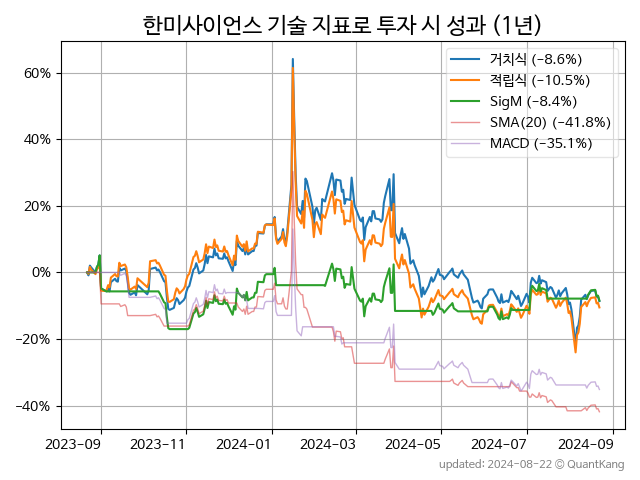 한미사이언스 기술 지표로 투자 시 성과 (1년)
거치식 (−8.6%)
적립식 (−10.5%)
SigM (−8.4%)
SMA(20) (−41.8%)
MACD (−35.1%)
60%
40%
20%
0%
−20%
−40%
2023-09 2023-11 2024-01 2024-03 2024-05 2024-07 2024-09
updated: 2024-08-22 © QuantKang